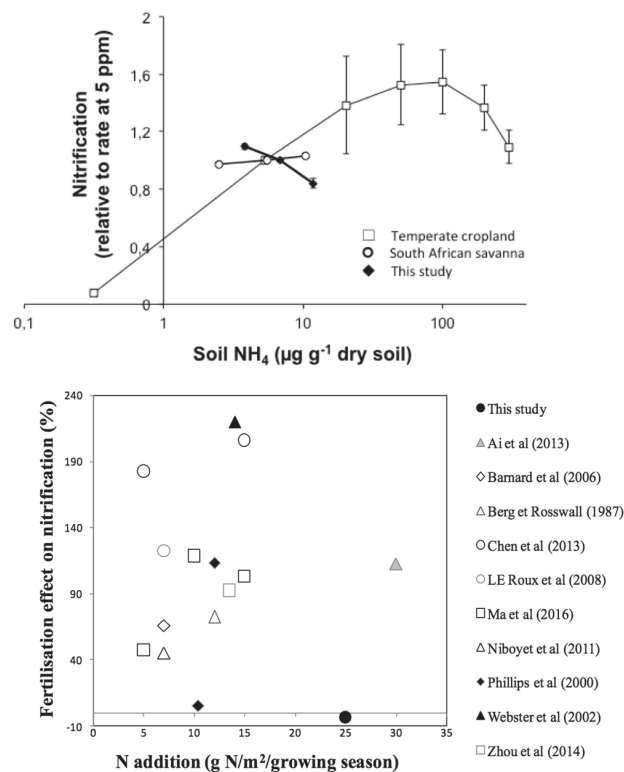 2
1,6
1,2
0,8
0,4
0
Nitrification
(relative to rate at 5 ppm)
Temperate cropland
South African savanna
This study
0,1
1
10
100
Soil NH4 (µg g-1 dry soil)
240
190
140
90
40
-10
Fertilisation effect on nitrification (%)
0
5
10
15
20
25
30
35
N addition (g N/m²/growing season)
This study
Ai et al (2013)
Barnard et al (2006)
Berg et Rosswall (1987)
Chen et al (2013)
LE Roux et al (2008)
Ma et al (2016)
Niboyet et al (2011)
Phillips et al (2000)
Webster et al (2002)
Zhou et al (2014)